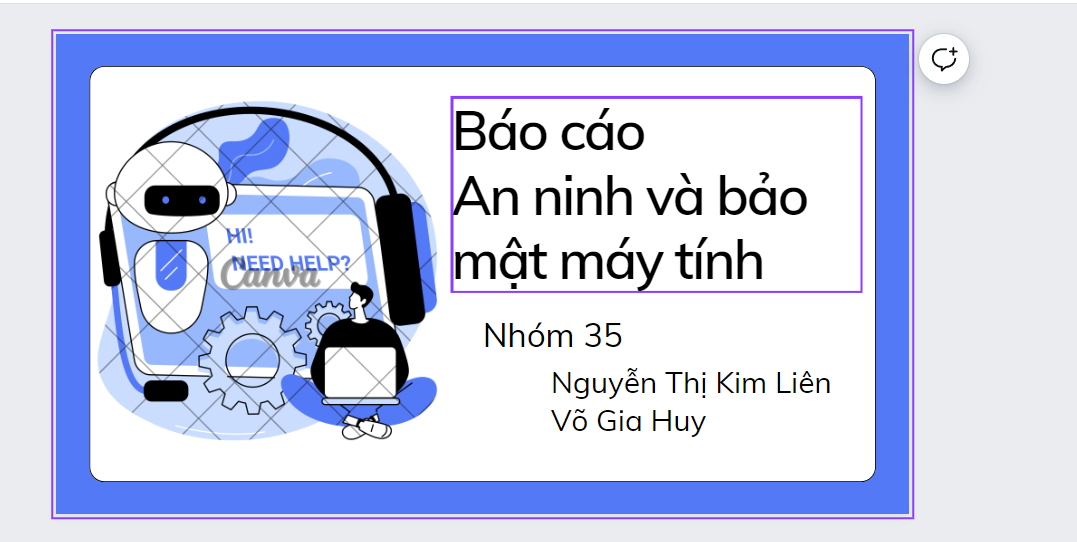 HI!
NEED HELP?
Canva
Báo cáo
An ninh và bảo
mật máy tính
Nhóm 35
Nguyễn Thị Kim Liên
Võ Gia Huy